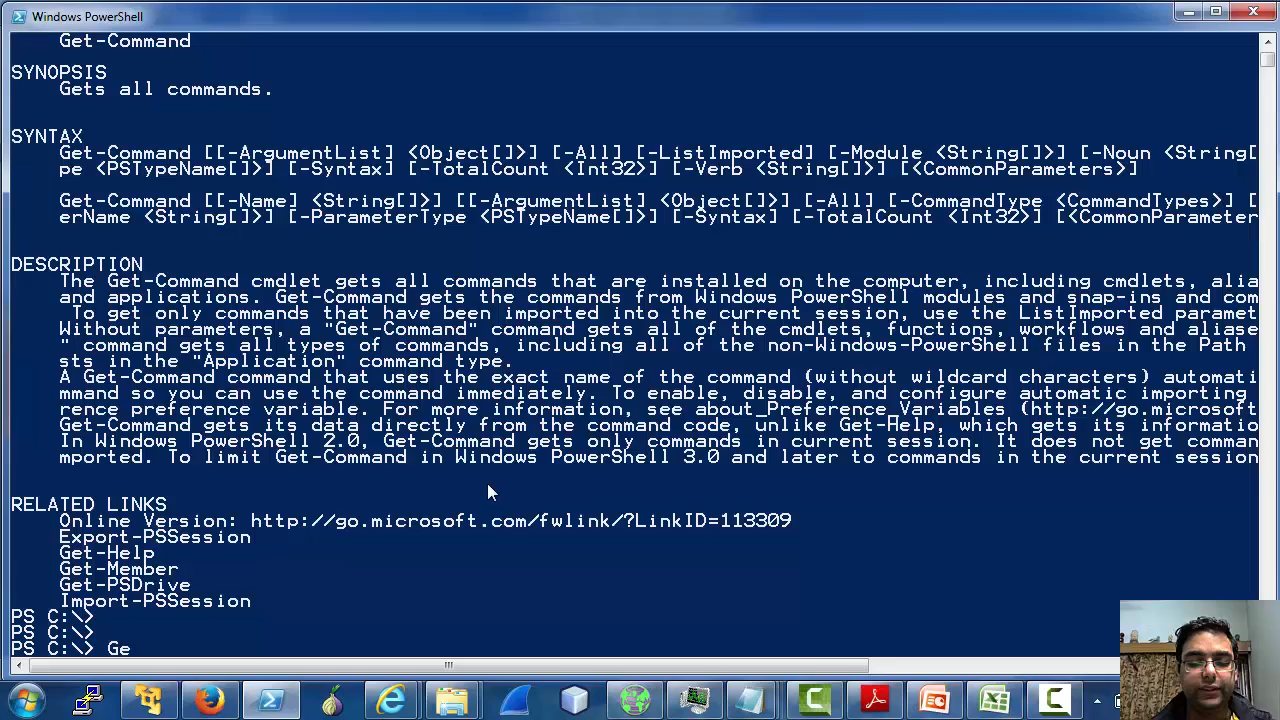 Windows PowerShell
Get-Command
SYNOPSIS
Gets all commands.
SYNTAX
Get-Command [[-ArgumentList] <Object[]>] [-All] [-ListImported] [-Module <String[]>] [-Noun <String[
pe <PSTypeName[]>] [-Syntax] [-TotalCount <Int32>] [-Verb <String[]>] [<CommonParameters>]
Get-Command [[-Name] <String[]>] [[-ArgumentList] <Object[]>] [-All] [-CommandType <CommandTypes>] [
erName <String[]>] [-ParameterType <PSTypeName[]>] [-Syntax] [-TotalCount <Int32>] [<CommonParameter
DESCRIPTION
The Get-Command cmdlet gets all commands that are installed on the computer, including cmdlets, alia
and applications. Get-Command gets the commands from Windows PowerShell modules and snap-ins and com
To get only commands that have been imported into the current session, use the ListImported paramet
Without parameters, a "Get-Command" command gets all of the cmdlets, functions, workflows and aliase
" command gets all types of commands, including all of the non-Windows-PowerShell files in the Path
sts in the "Application" command type.
A Get-Command command that uses the exact name of the command (without wildcard characters) automati
mmand so you can use the command immediately. To enable, disable, and configure automatic importing
rence preference variable. For more information, see about_Preference_Variables (http://go.microsoft
Get-Command gets its data directly from the command code, unlike Get-Help, which gets its informatio
In Windows PowerShell 2.0, Get-Command gets only commands in current session. It does not get comman
mported. To limit Get-Command in Windows PowerShell 3.0 and later to commands in the current session
RELATED LINKS
Online Version: http://go.microsoft.com/fwlink/?LinkID=113309
Export-PSSession
Get-Help
Get-Member
Get-PSDrive
Import-PSSession
PS C:\>
PS C:\>
PS C:\> Ge